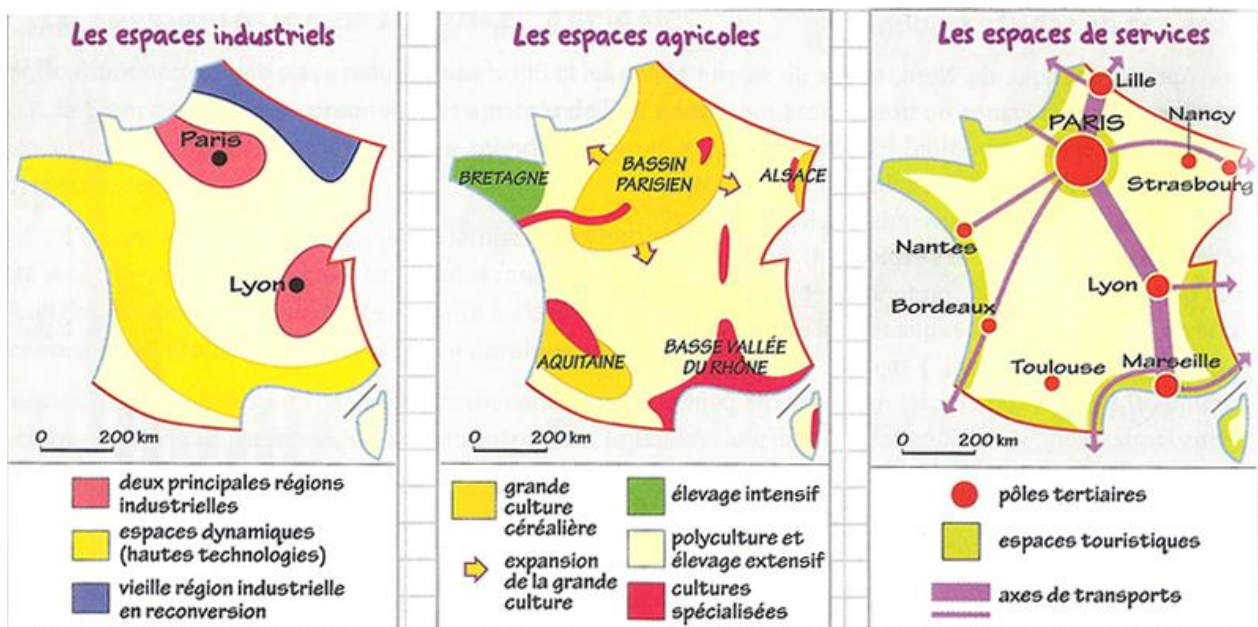 Les espaces industriels
Paris
Lyon
0 200 km
deux principales régions
industrielles
espaces dynamiques
(hautes technologies)
vieille région industrielle
en reconversion
Les espaces agricoles
BRETAGNE
BASSIN
PARISIEN
ALSACE
AQUITAINE
BASSE VALLÉE
DU RHÔNE
0 200 km
grande
culture
céréalière
expansion
de la grande
culture
élevage intensif
polyculture et
élevage extensif
cultures
spécialisées
Les espaces de services
Lille
PARIS
Nancy
Strasbourg
Nantes
Lyon
Bordeaux
Toulouse
Marseille
0 200 km
pôles tertiaires
espaces touristiques
axes de transports